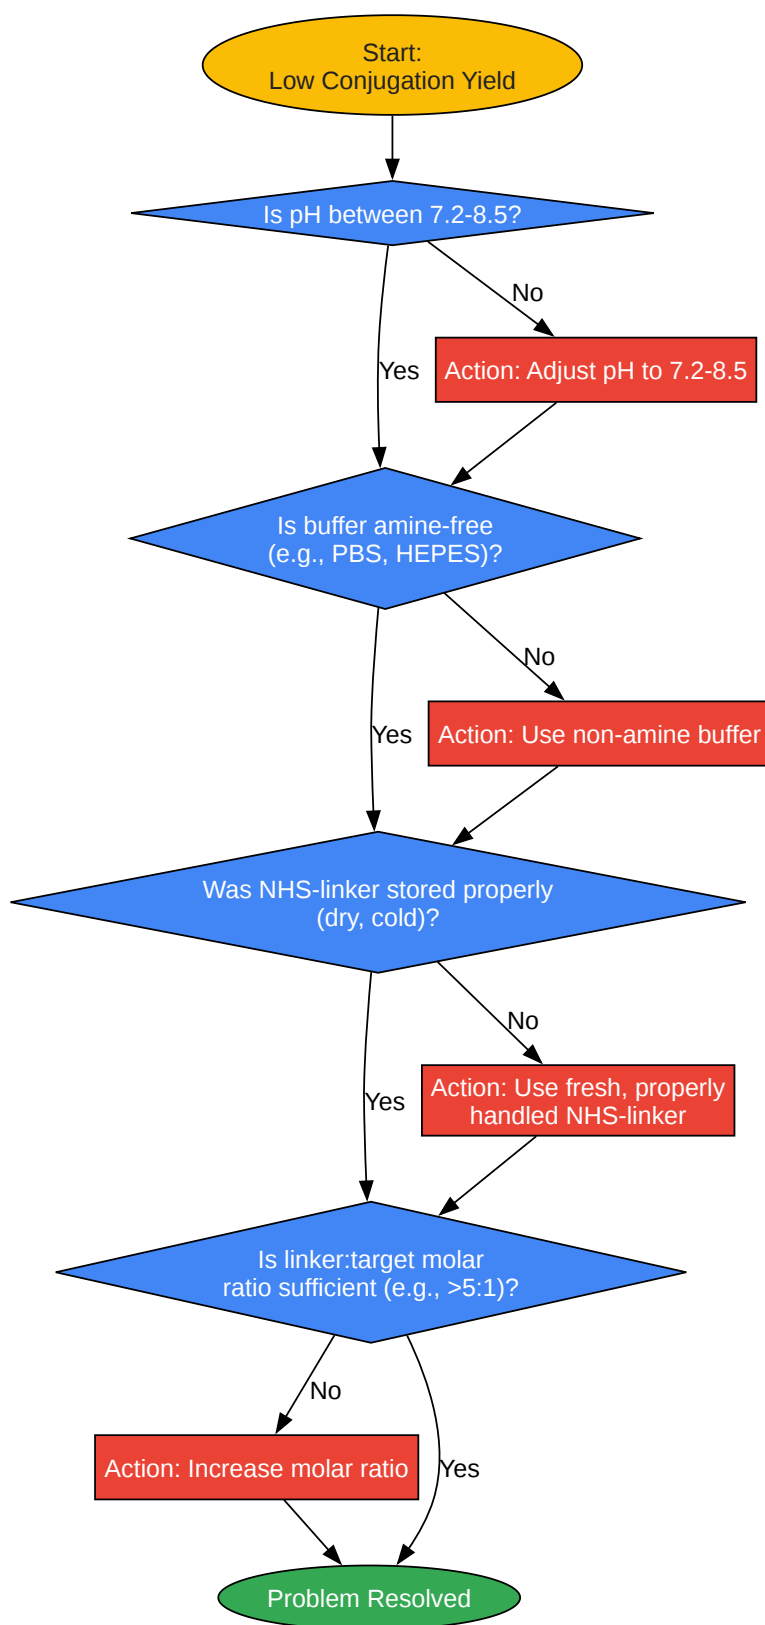 Start:
Low Conjugation Yield
Is pH between 7.2-8.5?
No
Yes
Action: Adjust pH to 7.2-8.5
Is buffer amine-free
(e.g., PBS, HEPES)?
No
Yes
Action: Use non-amine buffer
Was NHS-linker stored properly
(dry, cold)?
No
Yes
Action: Use fresh, properly
handled NHS-linker
Is linker:target molar
ratio sufficient (e.g., >5:1)?
No
Action: Increase molar ratio
Yes
Problem Resolved